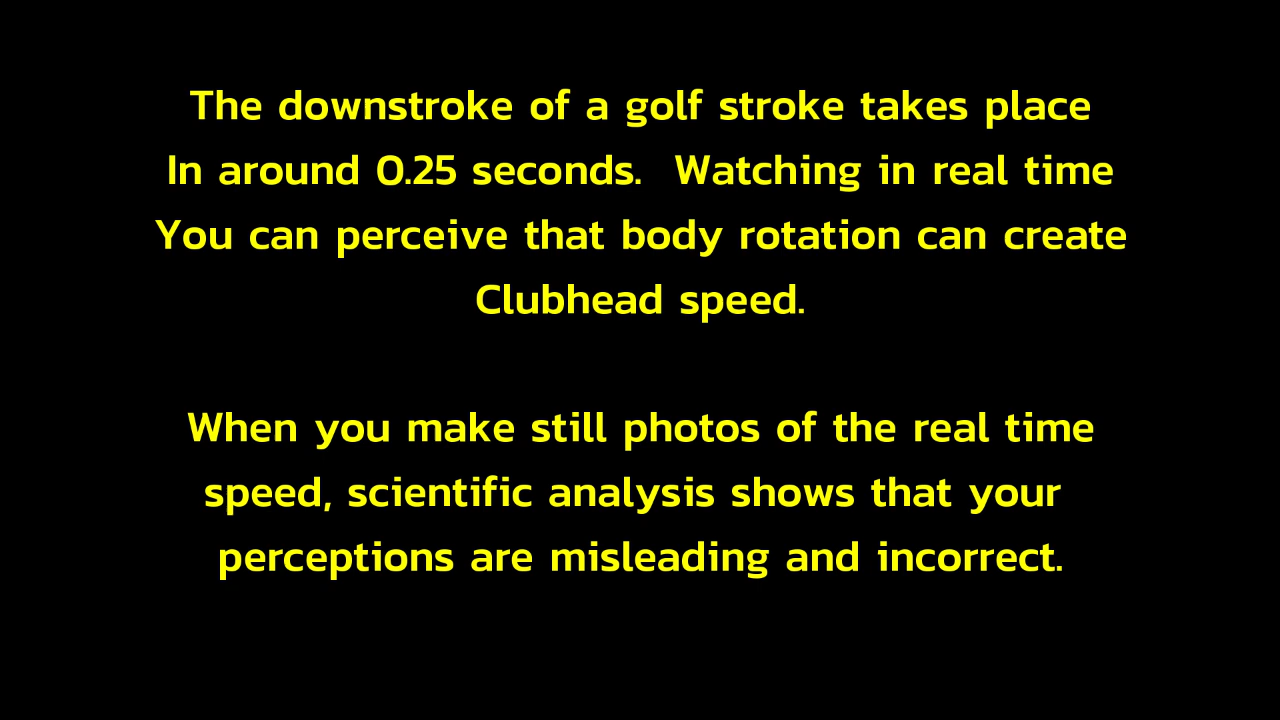 The downstroke of a golf stroke takes place
In around 0.25 seconds.  Watching in real time
You can perceive that body rotation can create
Clubhead speed.
When you make still photos of the real time
speed, scientific analysis shows that your
perceptions are misleading and incorrect.